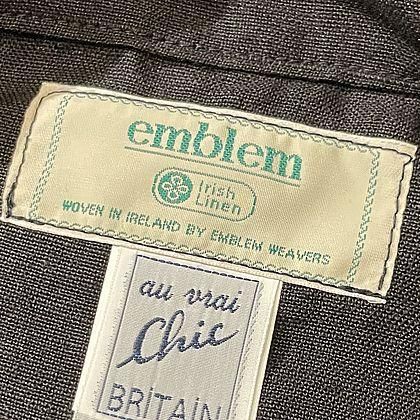 emblem
Irish
Linen
WOVEN IN IRELAND BY EMBLEM WEAVERS
au vrai
Chic
BRiTAiN